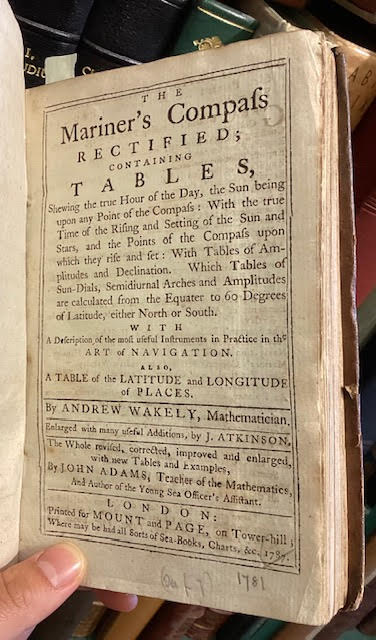 THE
Mariner's Compaſs
RECTIFIED;
CONTAINING
TABLES,
Shewing the true Hour of the Day, the Sun being
upon any Point of the Compaſs: With the true
Time of the Riſing and Setting of the Sun and
Stars, and the Points of the Compaſs upon
which they riſe and ſet: With Tables of Am-
plitudes and Declination. Which Tables of
Sun-Dials, Semidiurnal Arches and Amplitudes
are calculated from the Equater to 60 Degrees
of Latitude, either North or South.
WITH
A Deſcription of the moſt uſeful Inſtruments in Practice in the
ART of NAVIGATION.
ALSO,
A TABLE of the LATITUDE and LONGITUDE
of PLACES.
By ANDREW WAKELY, Mathematician.
Enlarged with many uſeful Additions, by J. ATKINSON.
The Whole reviſed, corrected, improved and enlarged,
with new Tables and Examples,
By JOHN ADAMS, Teacher of the Mathematics,
And Author of the Young Sea Officer's Aſſiſtant.
LONDON:
Printed for MOUNT and PAGE, on Tower-hill;
Where may be had all Sorts of Sea-Books, Charts, &c. 1787.
1781